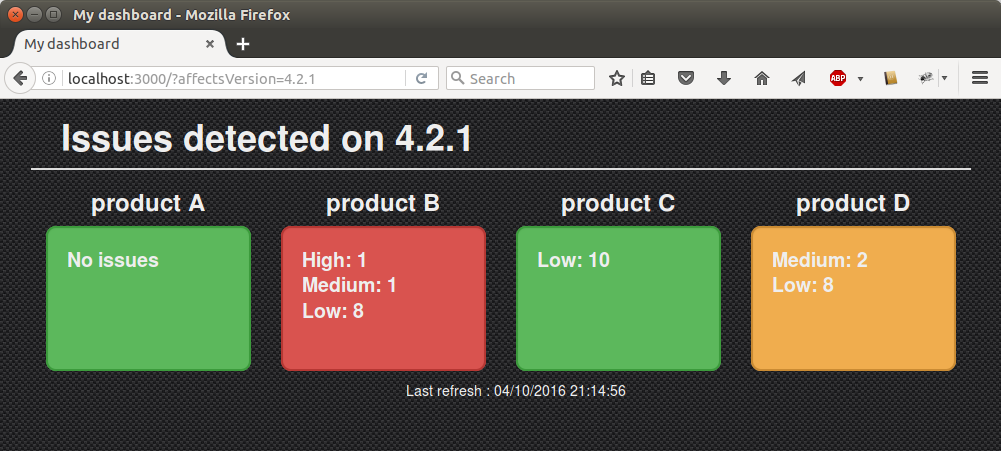 My dashboard - Mozilla Firefox
My dashboard
localhost:3000/?affectsVersion=4.2.1
Search
ABP
Issues detected on 4.2.1
product A
No issues
product B
High: 1
Medium: 1
Low: 8
product C
Low: 10
product D
Medium: 2
Low: 8
Last refresh : 04/10/2016 21:14:56